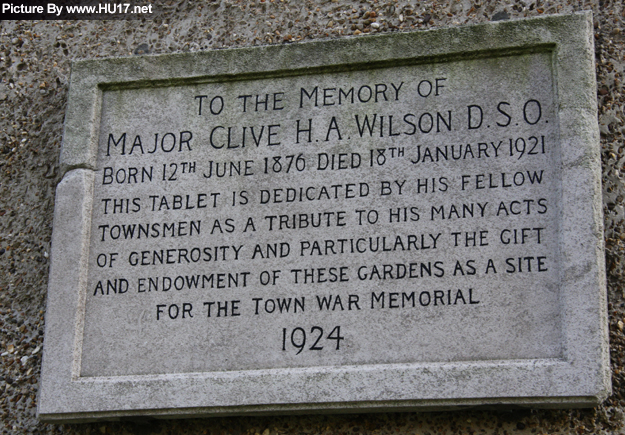 Picture By www.HU17.net
TO THE MEMORY OF
MAJOR CLIVE H.A. WILSON D.S.O.
BORN 12TH JUNE 1876 DIED 18TH JANUARY 1921
THIS TABLET IS DEDICATED BY HIS FELLOW
TOWNSMEN AS A TRIBUTE TO HIS MANY ACTS
OF GENEROSITY AND PARTICULARLY THE GIFT
AND ENDOWMENT OF THESE GARDENS AS A SITE
FOR THE TOWN WAR MEMORIAL
1924